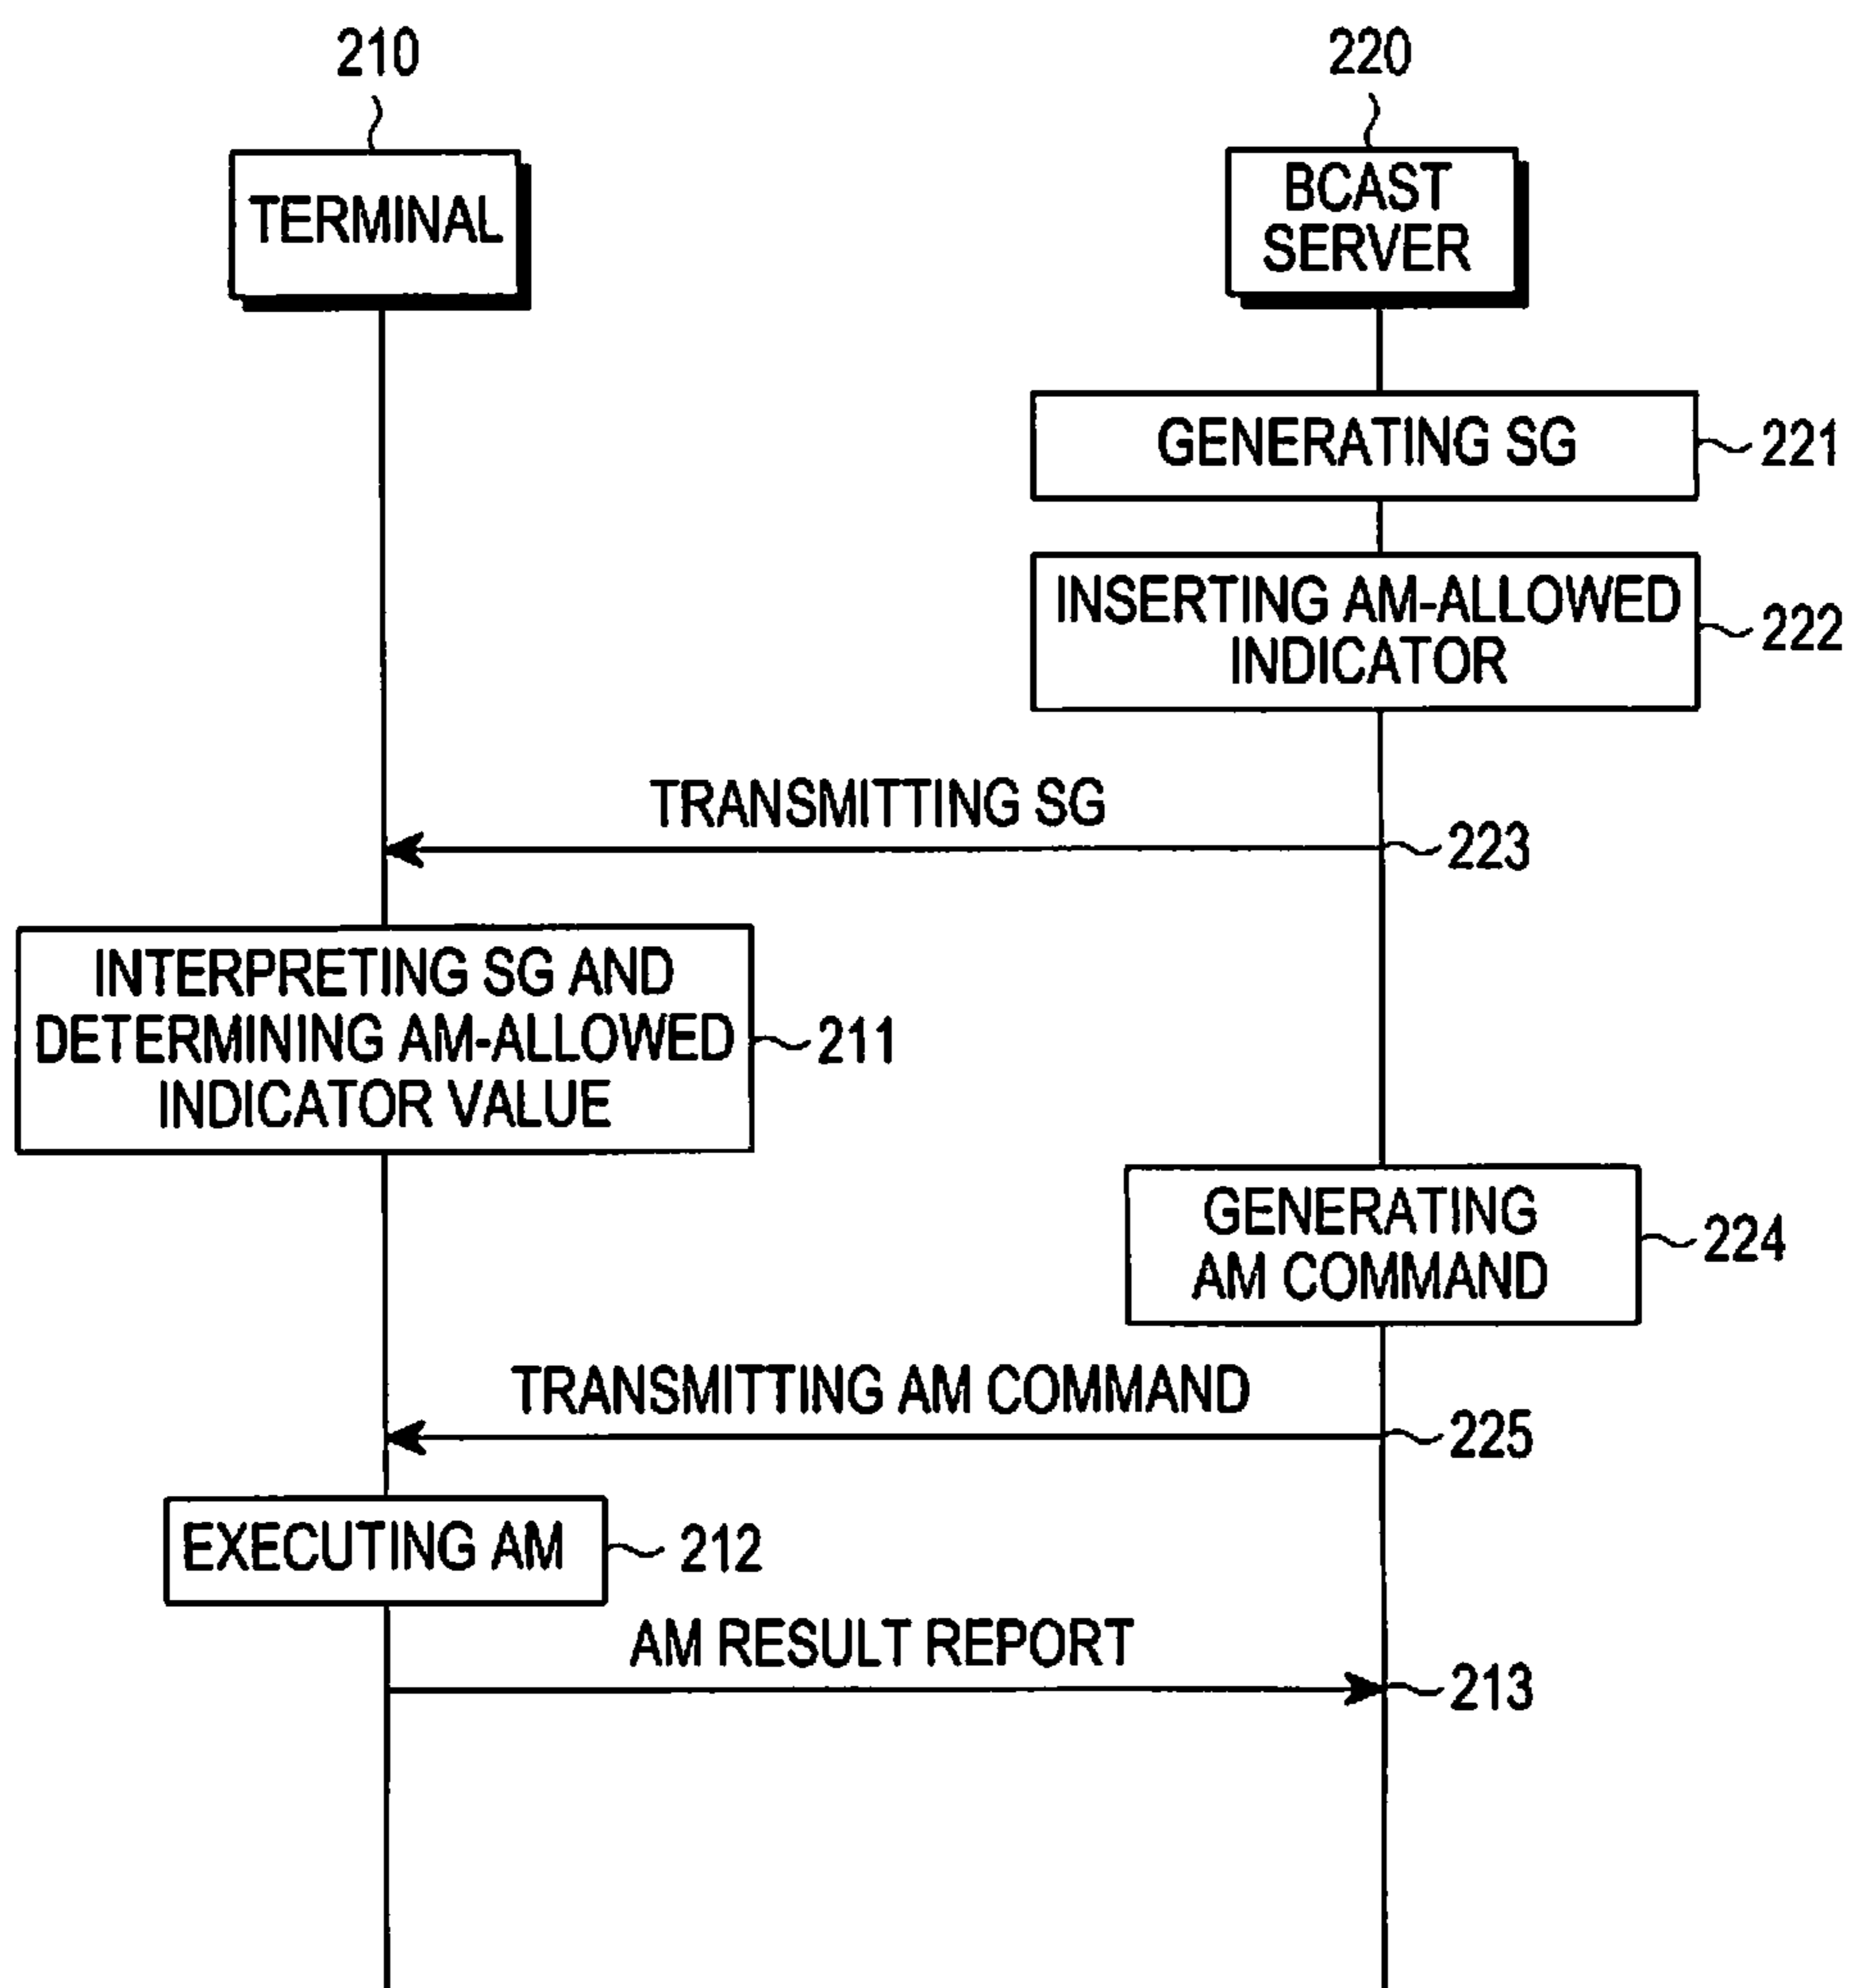 210
220
TERMINAL
BCAST
SERVER
GENERATING SG
221
INSERTING AM-ALLOWED
INDICATOR
222
TRANSMITTING SG
223
INTERPRETING SG AND
DETERMINING AM-ALLOWED
INDICATOR VALUE
211
GENERATING
AM COMMAND
224
TRANSMITTING AM COMMAND
225
EXECUTING AM
212
AM RESULT REPORT
213